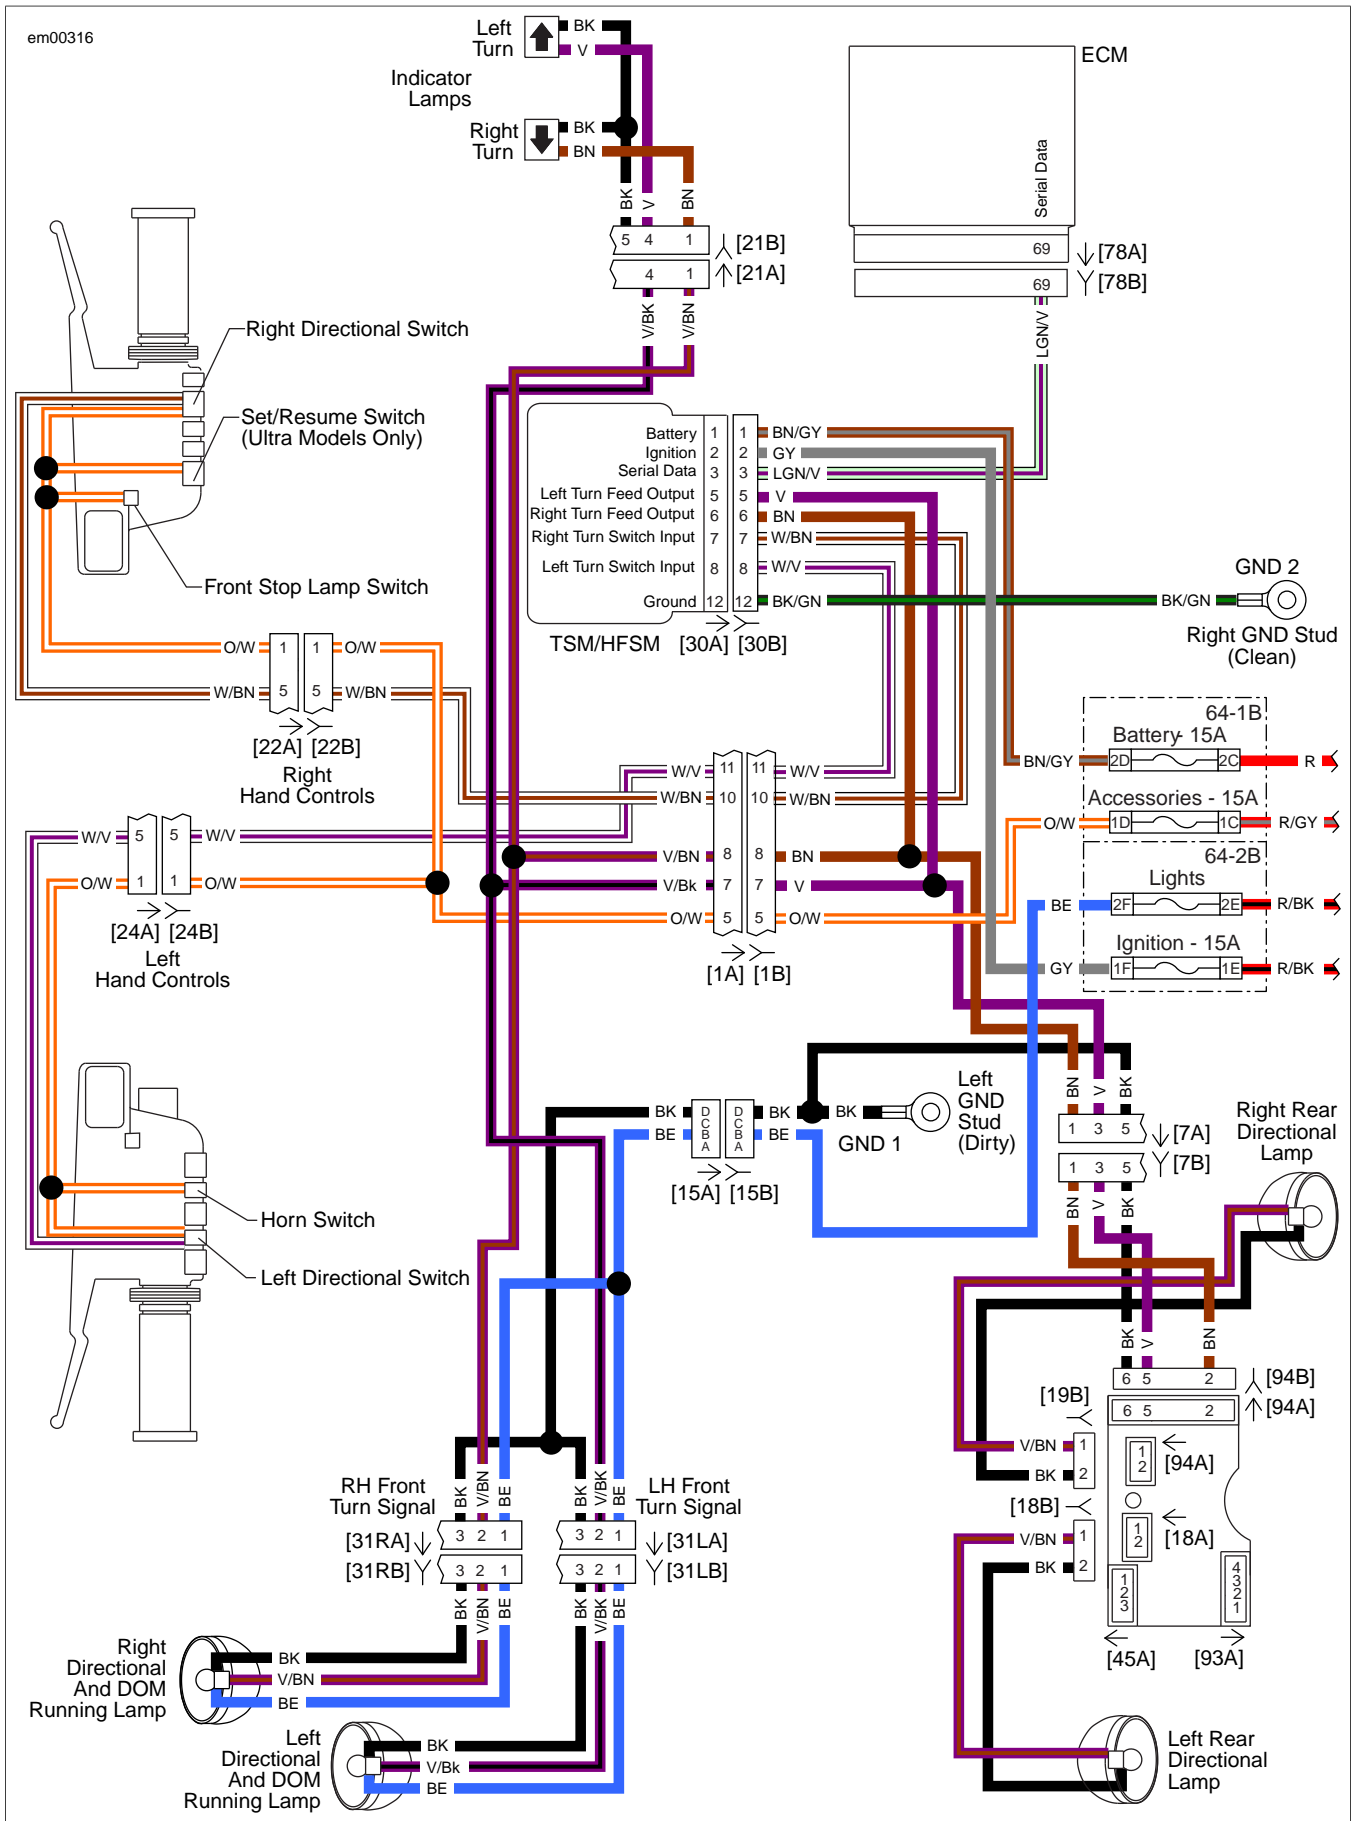 em00316
Left
Turn
BK
V
Indicator
Lamps
Right
Turn
BK
BN
BK
V
BN
5 4 1
[21B]
4 1
[21A]
V/BK
V/BN
ECM
Serial Data
69
[78A]
69
[78B]
LGN/V
Right Directional Switch
Set/Resume Switch
(Ultra Models Only)
Front Stop Lamp Switch
Battery 1 1 BN/GY
Ignition 2 2 GY
Serial Data 3 3 LGN/V
Left Turn Feed Output 5 5 V
Right Turn Feed Output 6 6 BN
Right Turn Switch Input 7 7 W/BN
Left Turn Switch Input 8 8 W/V
Ground 12 12 BK/GN
BK/GN
TSM/HFSM [30A] [30B]
GND 2
Right GND Stud
(Clean)
O/W 1 1 O/W
W/BN 5 5 W/BN
[22A] [22B]
Right
Hand Controls
64-1B
Battery- 15A
BN/GY 2D 2C R
Accessories - 15A
O/W 1D 1C R/GY
64-2B
Lights
BE 2F 2E R/BK
Ignition - 15A
GY 1F 1E R/BK
W/V 11 11 W/V
W/BN 10 10 W/BN
V/BN 8 8 BN
V/Bk 7 7 V
O/W 5 5 O/W
[1A] [1B]
W/V 5 5 W/V
O/W 1 1 O/W
[24A] [24B]
Left
Hand Controls
Horn Switch
Left Directional Switch
BK D D BK BK
C C
BE B B BE
A A
[15A] [15B]
GND 1
Left
GND
Stud
(Dirty)
BN
V
BK
1 3 5
[7A]
1 3 5
[7B]
BN
V
BK
Right Rear
Directional
Lamp
BK
V
BN
6 5 2
[94B]
6 5 2
[94A]
[19B]
V/BN 1
BK 2
1
2
[94A]
[18B]
V/BN 1
BK 2
1
2
[18A]
1
2
3
4
3
2
1
[45A]
[93A]
Left Rear
Directional
Lamp
RH Front
Turn Signal
BK
V/BN
BE
BK
V/BK
BE
LH Front
Turn Signal
[31RA]
3 2 1
3 2 1
[31LA]
[31RB]
3 2 1
3 2 1
[31LB]
BK
V/BN
BE
BK
V/BK
BE
Right
Directional
And DOM
Running Lamp
BK
V/BN
BE
Left
Directional
And DOM
Running Lamp
BK
V/Bk
BE